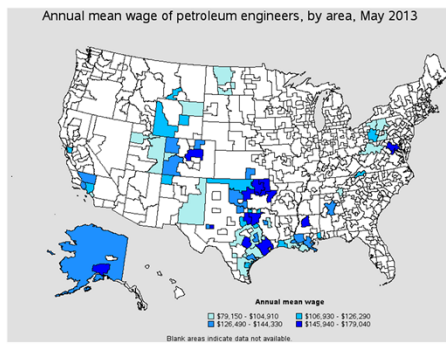 Annual mean wage of petroleum engineers, by area, May 2013
Annual mean wage
$79,150 - $104,910 $106,930 - $126,290
$126,490 - $144,330 $145,940 - $179,040
Blank areas indicate data not available.